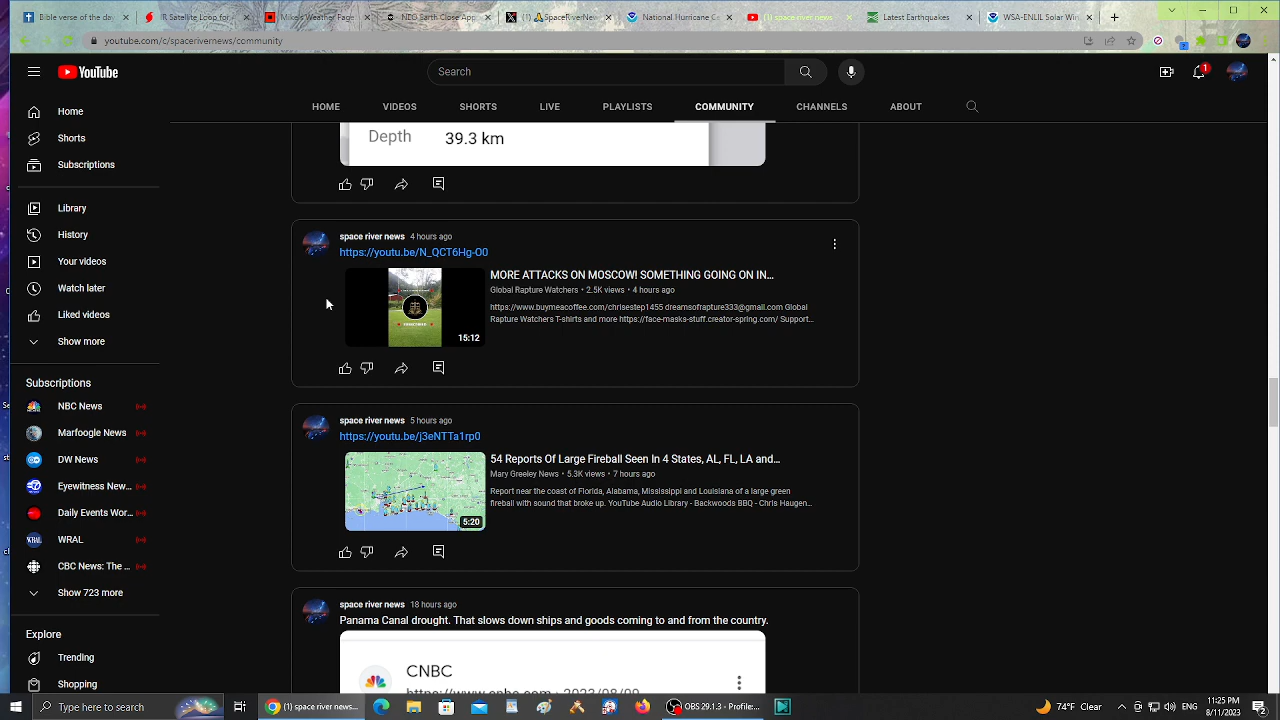 Bible verse of the da
IR Satellite Loop for
Mike's Weather Page
NEO Earth Close App
SpaceRiverNe
National Hurricane Ce
(1) space river news
Latest Earthquakes
WSA-ENLIL Solar Wi
youtube.com/c/spacerivernews/community
2
YouTube
Search
1
HOME
VIDEOS
SHORTS
LIVE
PLAYLISTS
COMMUNITY
CHANNELS
ABOUT
Home
Shorts
Subscriptions
Library
History
Your videos
Watch later
Liked videos
Show more
Subscriptions
NBC News
Marfoogle News
DW News
Eyewitness New...
Daily Events Wor...
WRAL
CBC News: The ...
Show 723 more
Explore
Trending
Shopping
Depth 39.3 km
space river news 4 hours ago
https://youtu.be/N_QCT6Hg-O0
15:12
MORE ATTACKS ON MOSCOW! SOMETHING GOING ON IN...
Global Rapture Watchers • 2.5K views • 4 hours ago
https://www.buymeacoffee.com/chrisestep1455 dreamsofrapture333@gmail.com Global
Rapture Watchers T-shirts and more https://face-masks-stuff.creator-spring.com/ Support...
space river news 5 hours ago
https://youtu.be/j3eNTTa1rp0
5:20
54 Reports Of Large Fireball Seen In 4 States, AL, FL, LA and...
Mary Greeley News • 5.3K views • 7 hours ago
Report near the coast of Florida, Alabama, Mississippi and Louisiana of a large green
fireball with sound that broke up. YouTube Audio Library - Backwoods BBQ - Chris Haugen...
space river news 18 hours ago
Panama Canal drought. That slows down ships and goods coming to and from the country.
CNBC
https://www.cnbc.com › 2023/08/09
Type here to search
(1) space river news...
OBS 29.1.3 - Profile:...
74°F Clear
ENG
11:25 PM
8/11/2023